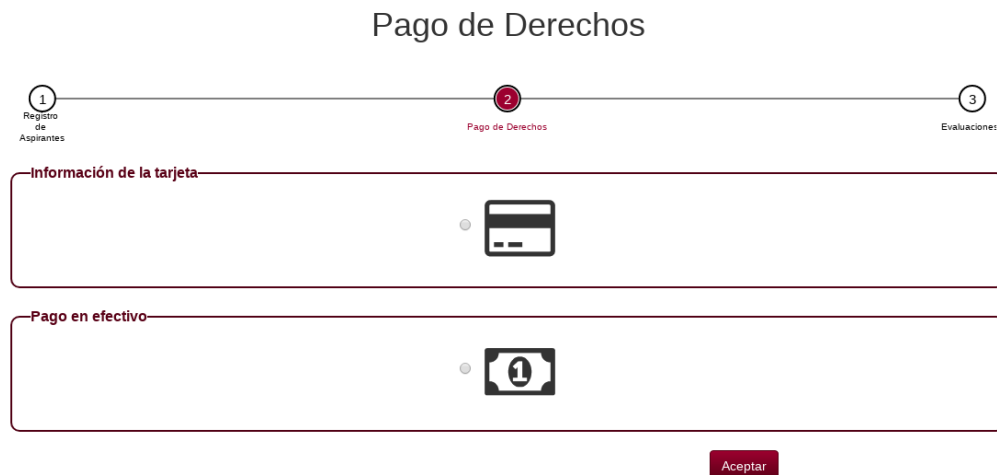 Pago de Derechos
1
2
3
Registro
de
Aspirantes
Pago de Derechos
Evaluaciones
Información de la tarjeta
Pago en efectivo
1
Aceptar